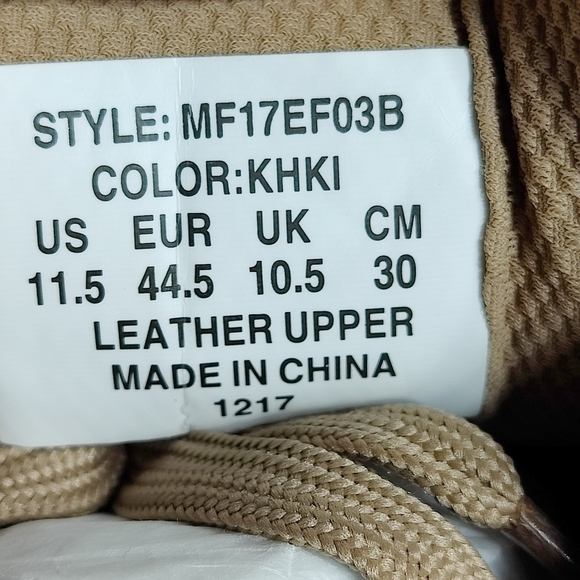 STYLE: MF17EF03B
COLOR:KHKI
US EUR UK CM
11.5 44.5 10.5 30
LEATHER UPPER
MADE IN CHINA
1217